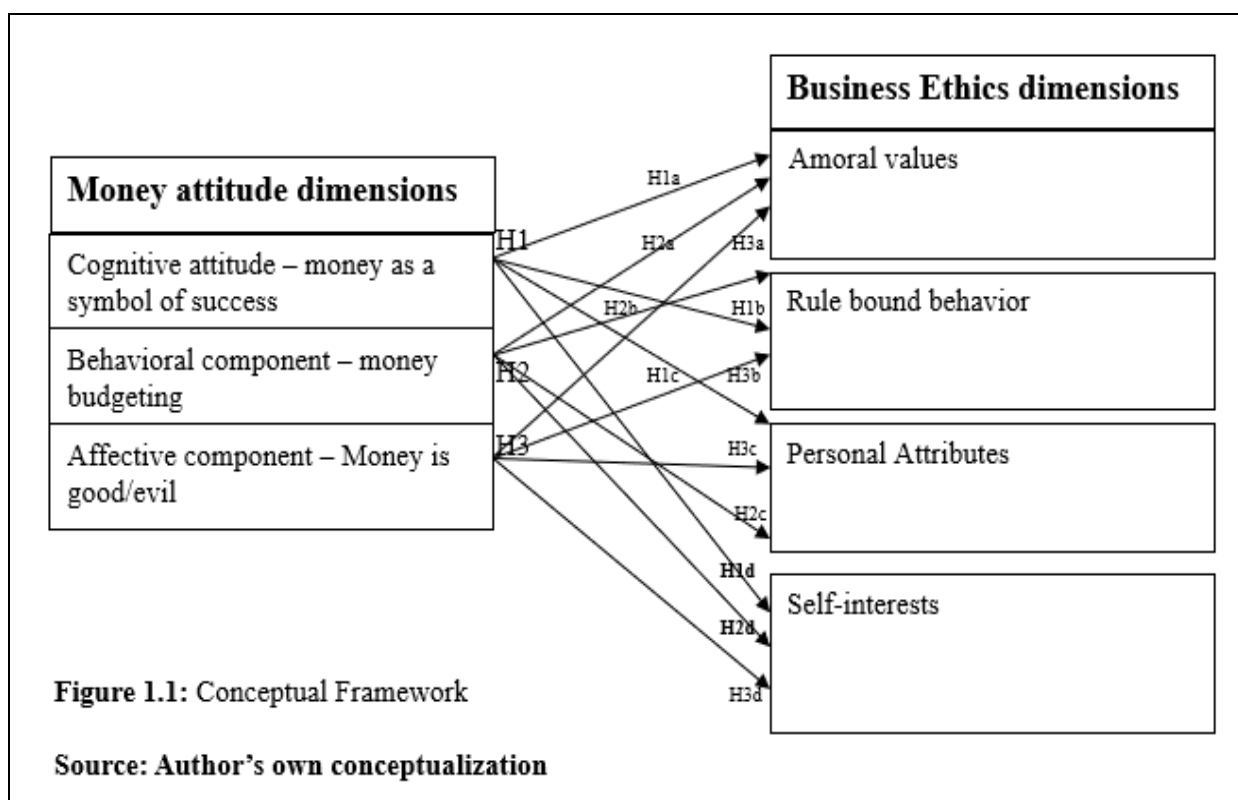 Money attitude dimensions
Cognitive attitude – money as a
symbol of success
Behavioral component – money
budgeting
Affective component – Money is
good/evil
H1
H2
H3
H1a
H2a
H3a
H2b
H1b
H1c
H3b
H3c
H2c
H1d
H2d
H3d
Business Ethics dimensions
Amoral values
Rule bound behavior
Personal Attributes
Self-interests
Figure 1.1: Conceptual Framework
Source: Author’s own conceptualization